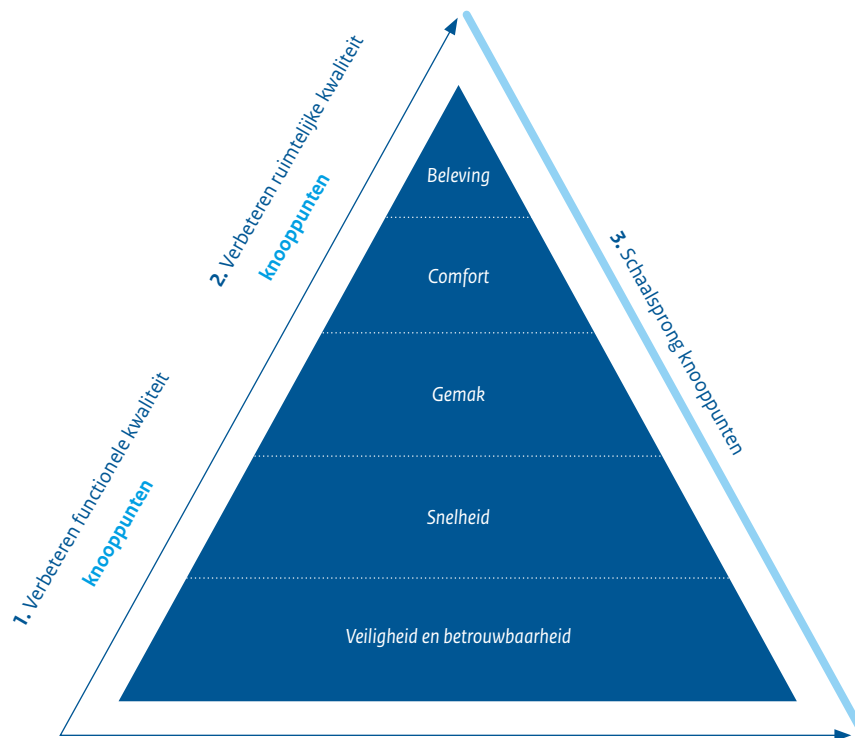 2. Verbeteren ruimtelijke kwaliteit
knooppunten
1. Verbeteren functionele kwaliteit
knooppunten
3. Schaalsprong knooppunten
Beleving
Comfort
Gemak
Snelheid
Veiligheid en betrouwbaarheid